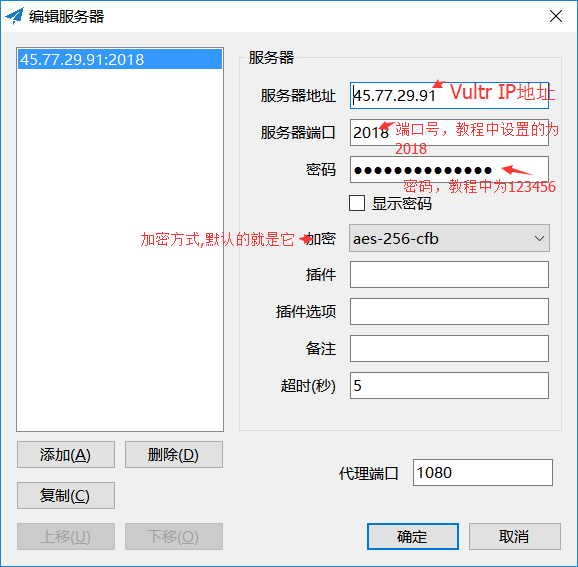 编辑服务器
45.77.29.91:2018
服务器
服务器地址 45.77.29.91 Vultr IP地址
服务器端口 2018 端口号，教程中设置的为
2018
密码 ●●●●●●●●●●●●●●
密码，教程中为123456
显示密码
加密方式,默认的就是它 加密 aes-256-cfb
插件
插件选项
备注
超时(秒) 5
添加(A) 删除(D)
代理端口 1080
复制(C)
上移(U) 下移(O) 确定 取消